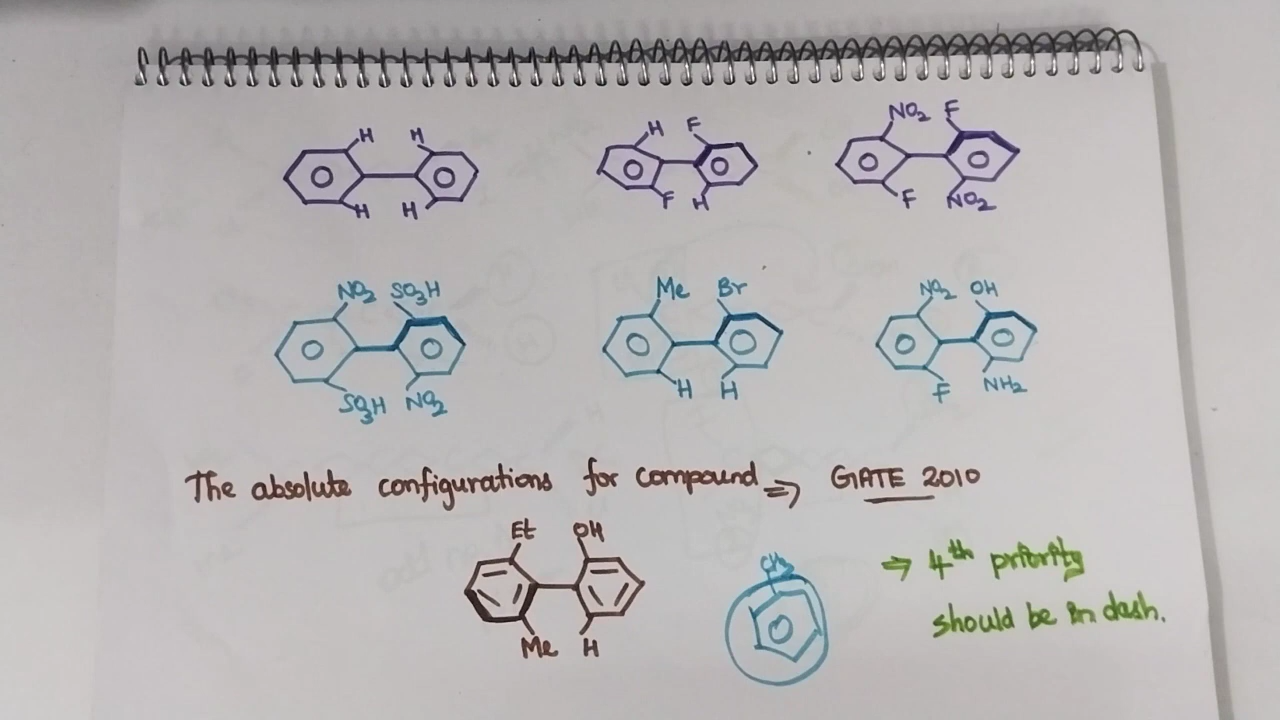 H H NO2 F
H F
H H F H F NO2
NO2 SO3H Me Br NO2 OH
SO3H NO2 H H F NH2
The absolute configurations for compound => GATE 2010
Et OH
CH3
=> 4th priority
should be in dash.
Me H